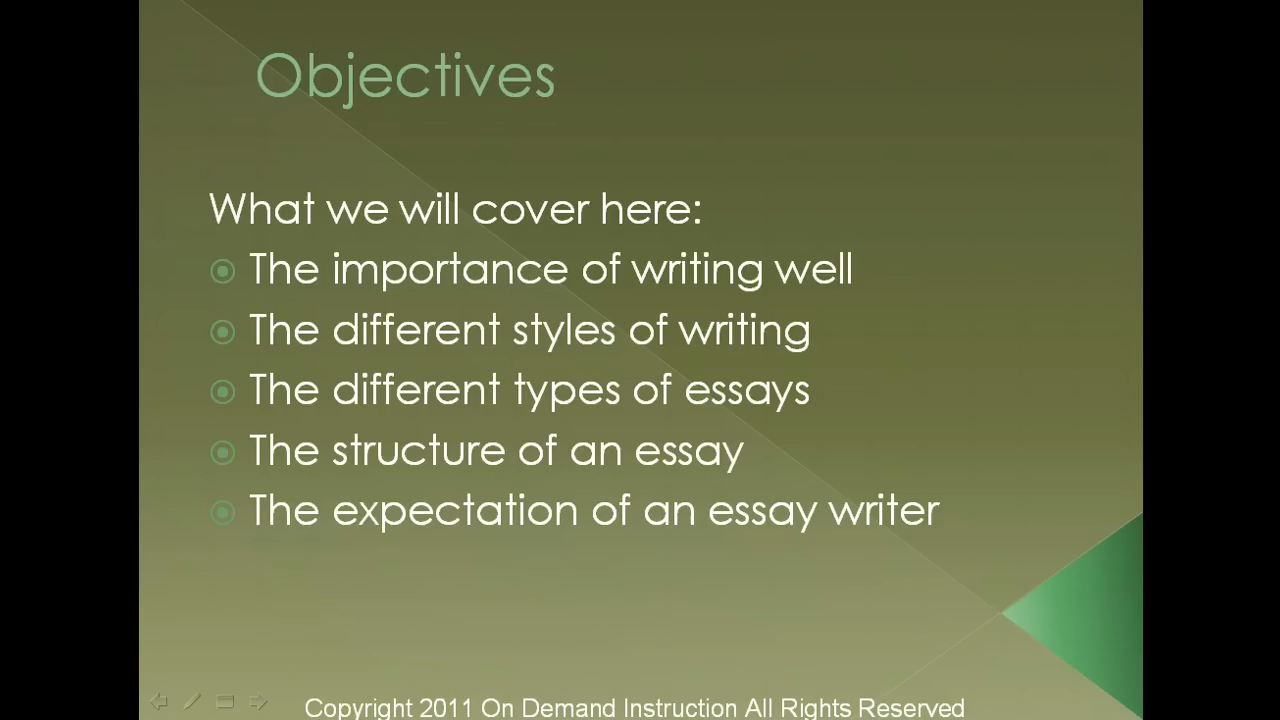 Objectives
What we will cover here:
The importance of writing well
The different styles of writing
The different types of essays
The structure of an essay
The expectation of an essay writer
Copyright 2011 On Demand Instruction All Rights Reserved